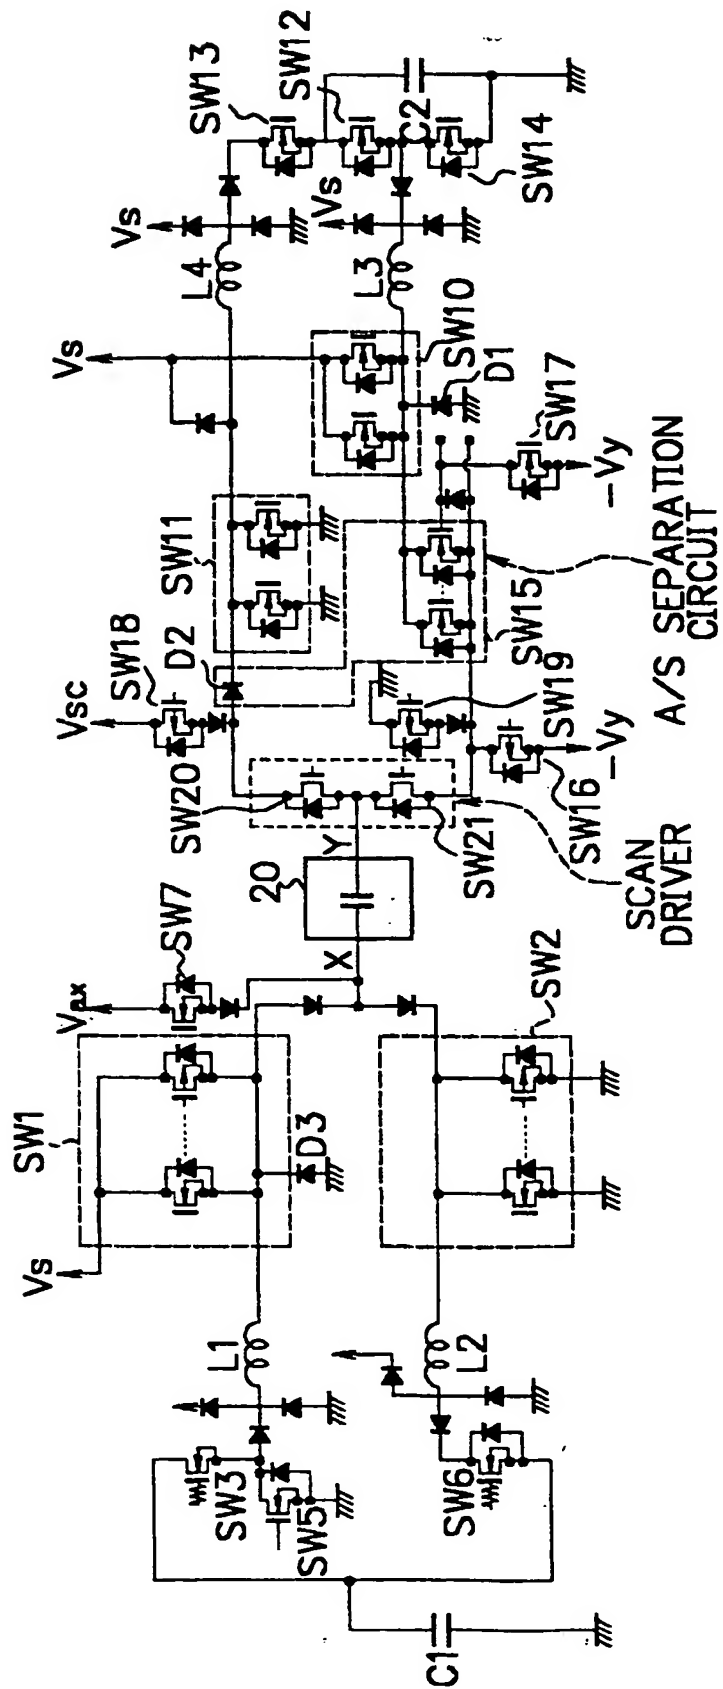 C1
SW3
SW5
SW6
L1
L2
Vs
SW1
D3
SW2
Vax
SW7
X
20
Y
SCAN
DRIVER
SW20
SW21
Vsc
SW18
D2
SW19
SW16
-Vy
SW11
SW15
A/S SEPARATION
CIRCUIT
Vs
SW10
D1
SW17
-Vy
L4
L3
Vs
Vs
SW13
SW12
C2
SW14